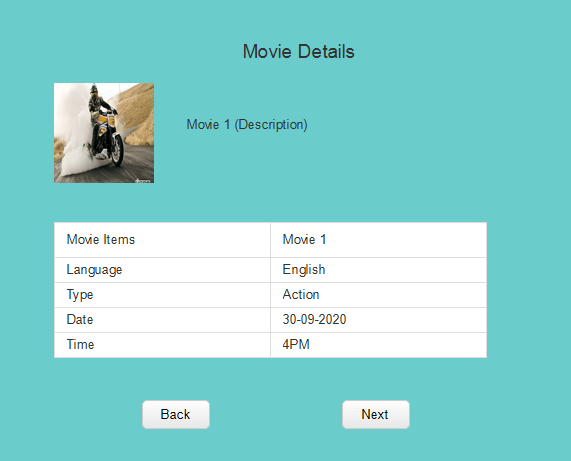 Movie Details
Movie 1 (Description)
Movie Items Movie 1
Language English
Type Action
Date 30-09-2020
Time 4PM
Back Next